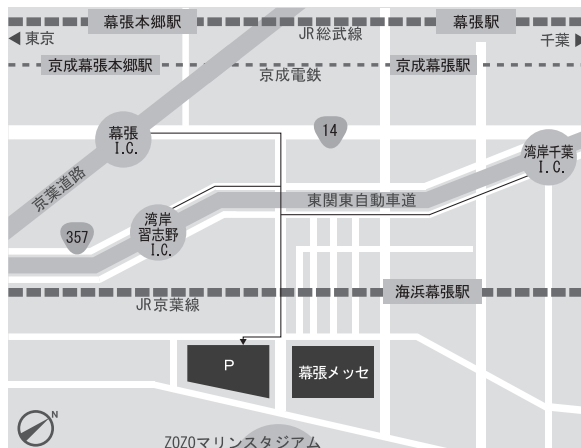 幕張本郷駅
JR総武線
幕張駅
◀ 東京
千葉 ▶
京成幕張本郷駅
京成電鉄
京成幕張駅
幕張
I.C.
14
湾岸千葉
I.C.
京葉道路
東関東自動車道
湾岸
習志野
I.C.
357
海浜幕張駅
JR京葉線
P
幕張メッセ
N
ZOZOマリンスタジアム